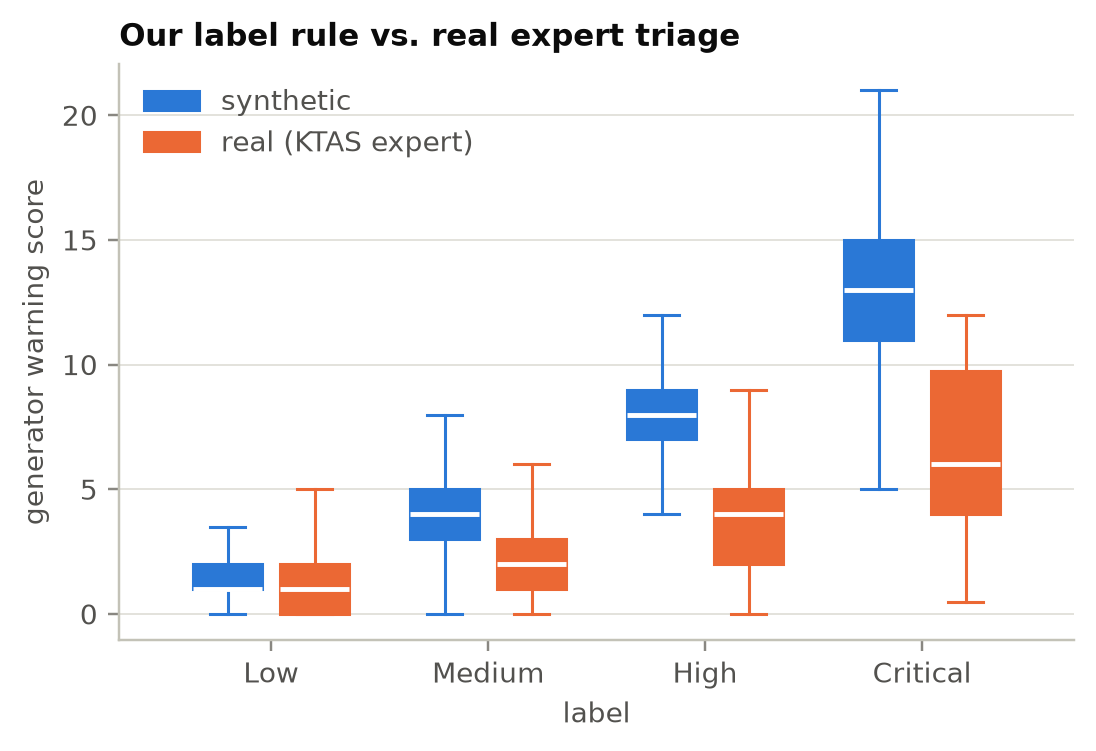 Our label rule vs. real expert triage
synthetic
real (KTAS expert)
generator warning score
20
15
10
5
0
Low Medium High Critical
label